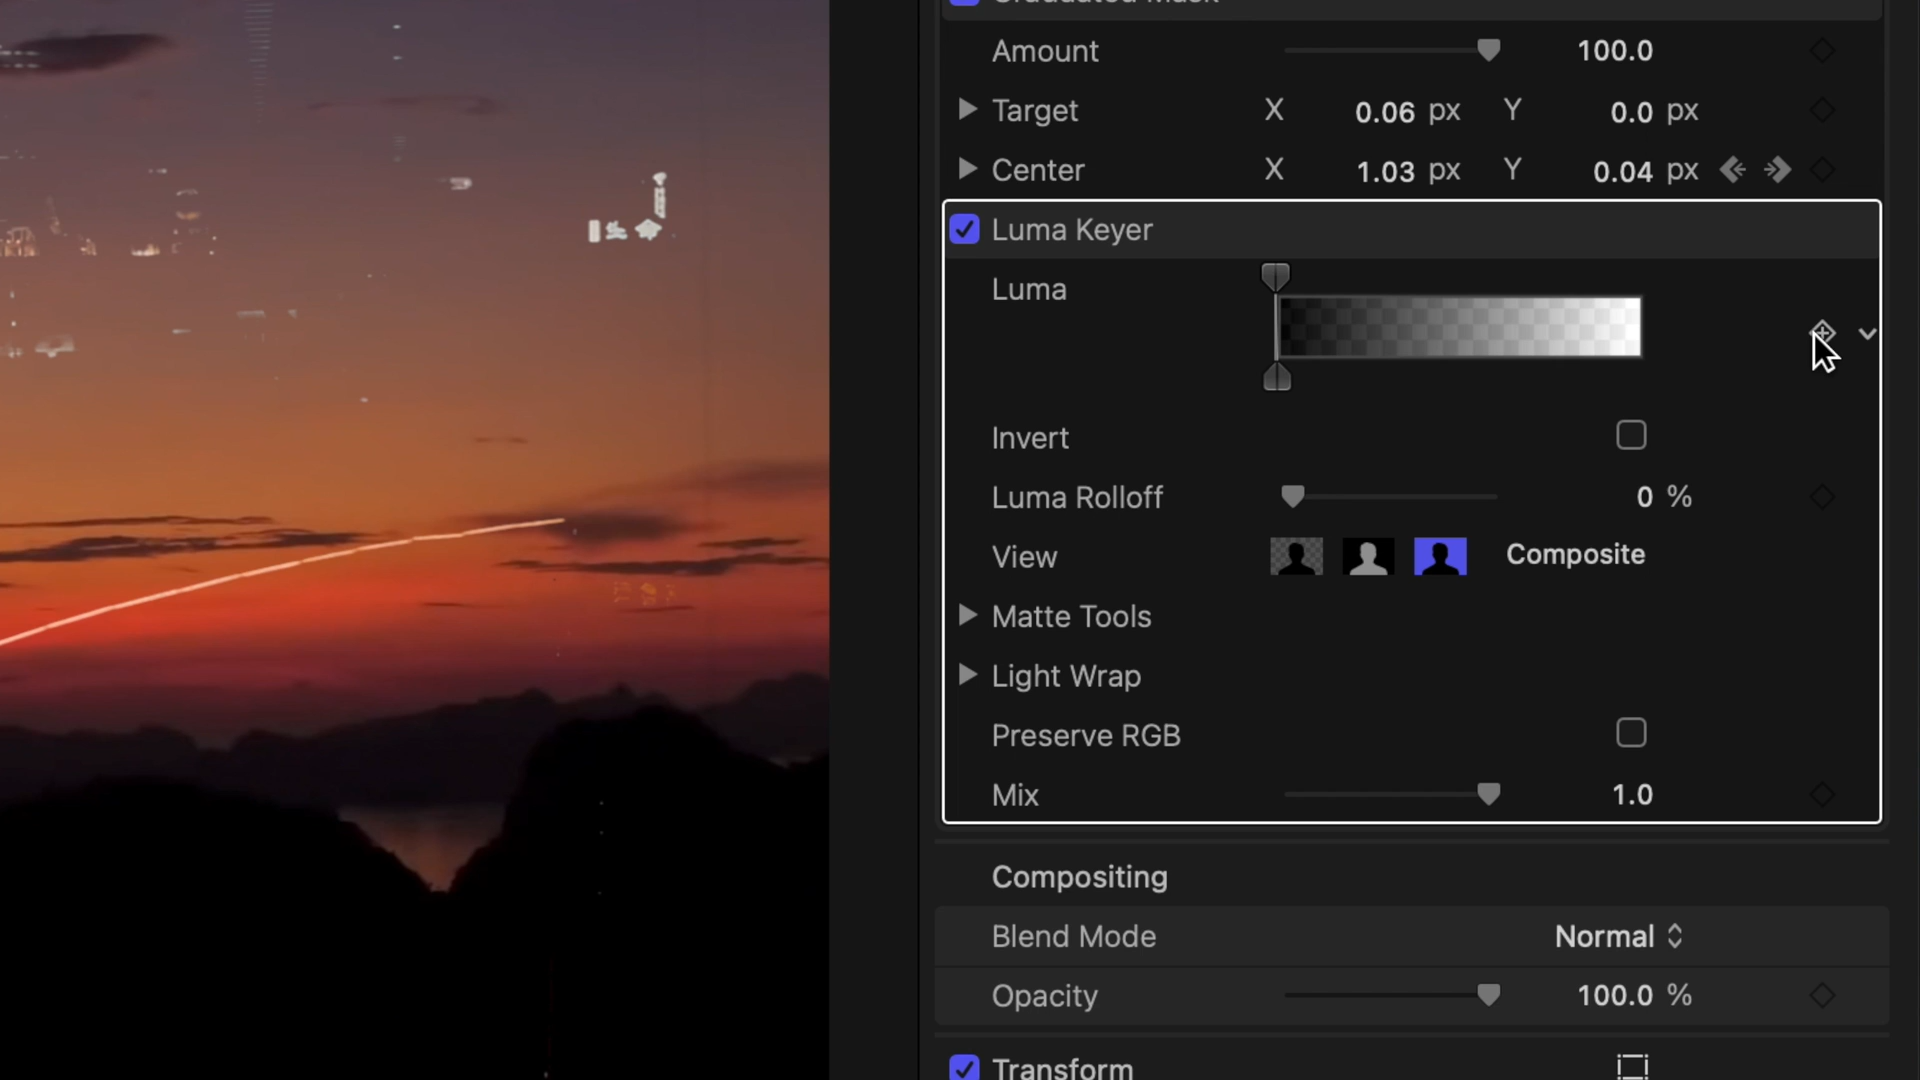 Graduated Mask
Amount 100.0
Target X 0.06 px Y 0.0 px
Center X 1.03 px Y 0.04 px
Luma Keyer
Luma
Invert
Luma Rolloff 0 %
View Composite
Matte Tools
Light Wrap
Preserve RGB
Mix 1.0
Compositing
Blend Mode Normal
Opacity 100.0 %
Transform